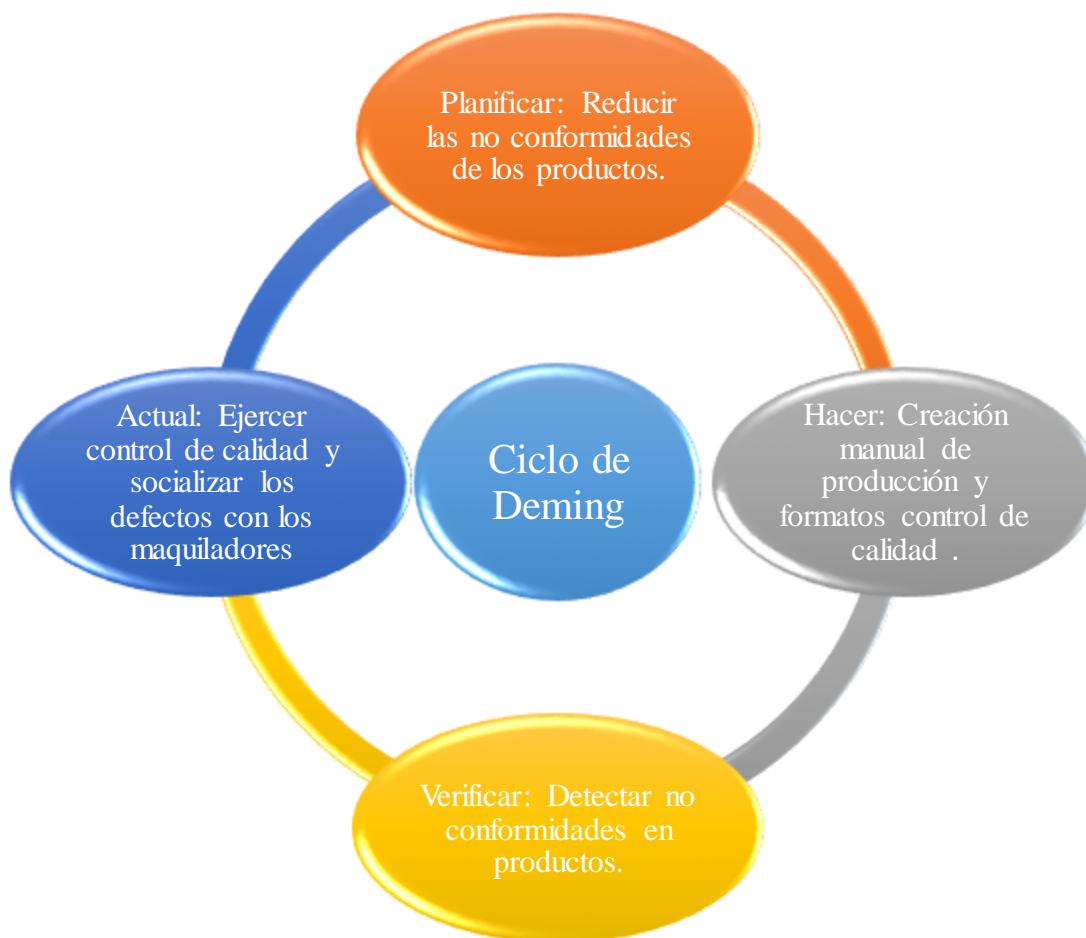 Planificar: Reducir
las no conformidades
de los productos.
Actual: Ejercer
control de calidad y
socializar los
defectos con los
maquiladores
Ciclo de
Deming
Hacer: Creación
manual de
producción y
formatos control de
calidad .
Verificar: Detectar no
conformidades en
productos.